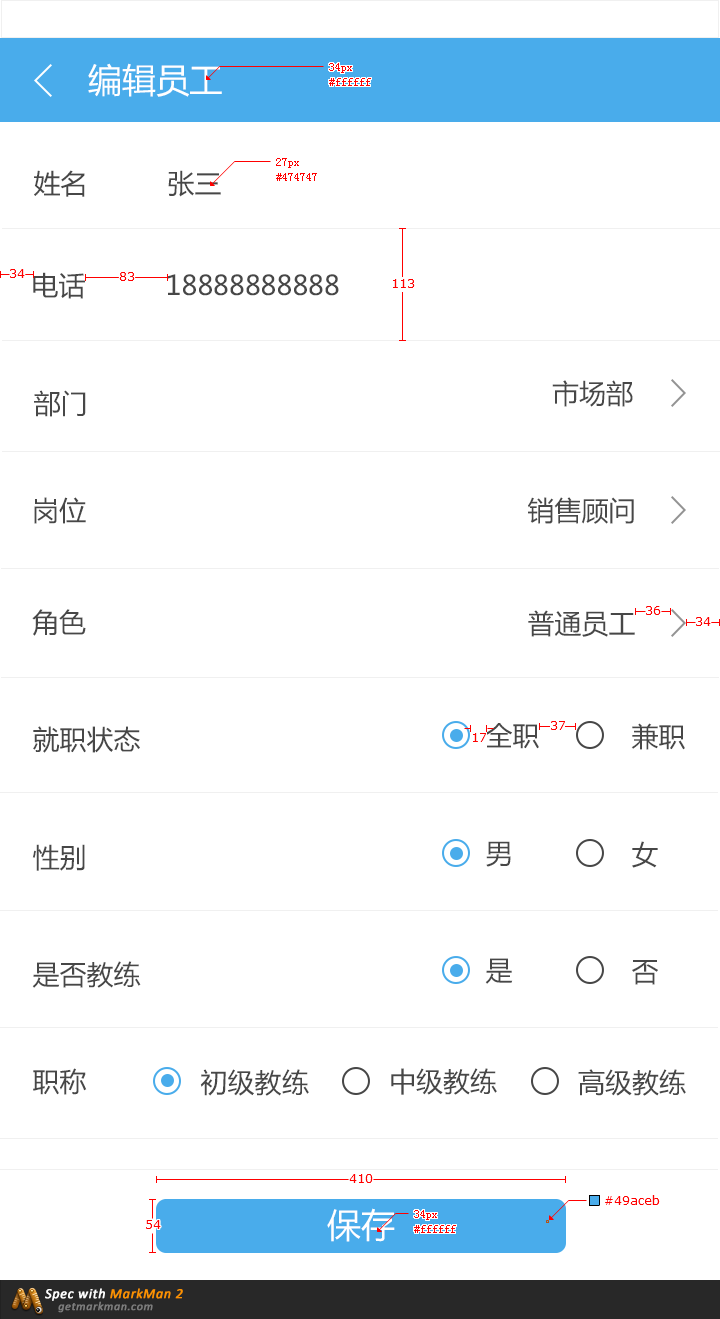 编辑员工
34px
#ffffff
姓名 张三
27px
#474747
34 电话 83 18888888888 113
部门 市场部
岗位 销售顾问
角色 普通员工 36 34
就职状态 17 全职 37 兼职
性别 男 女
是否教练 是 否
职称 初级教练 中级教练 高级教练
410
54 保存
34px
#ffffff
#49aceb
Spec with MarkMan 2
getmarkman.com